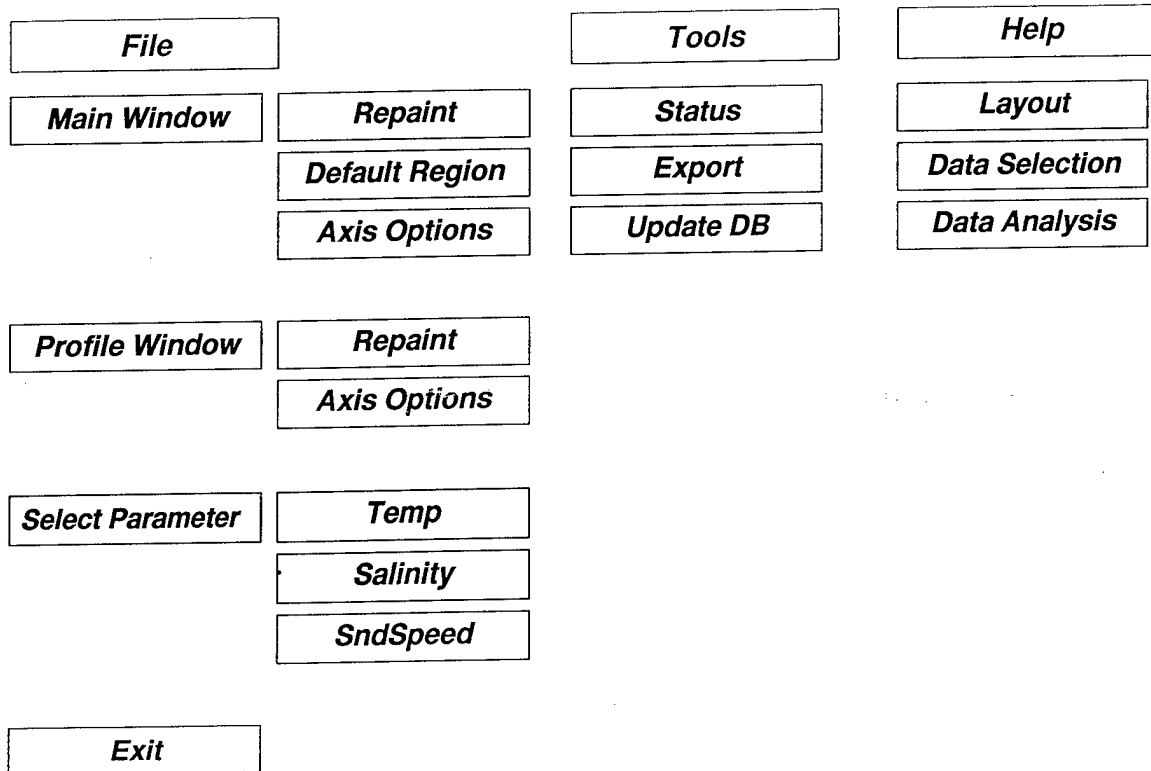 File
Tools
Help
Main Window
Repaint
Status
Layout
Default Region
Export
Data Selection
Axis Options
Update DB
Data Analysis
Profile Window
Repaint
Axis Options
Select Parameter
Temp
Salinity
SndSpeed
Exit